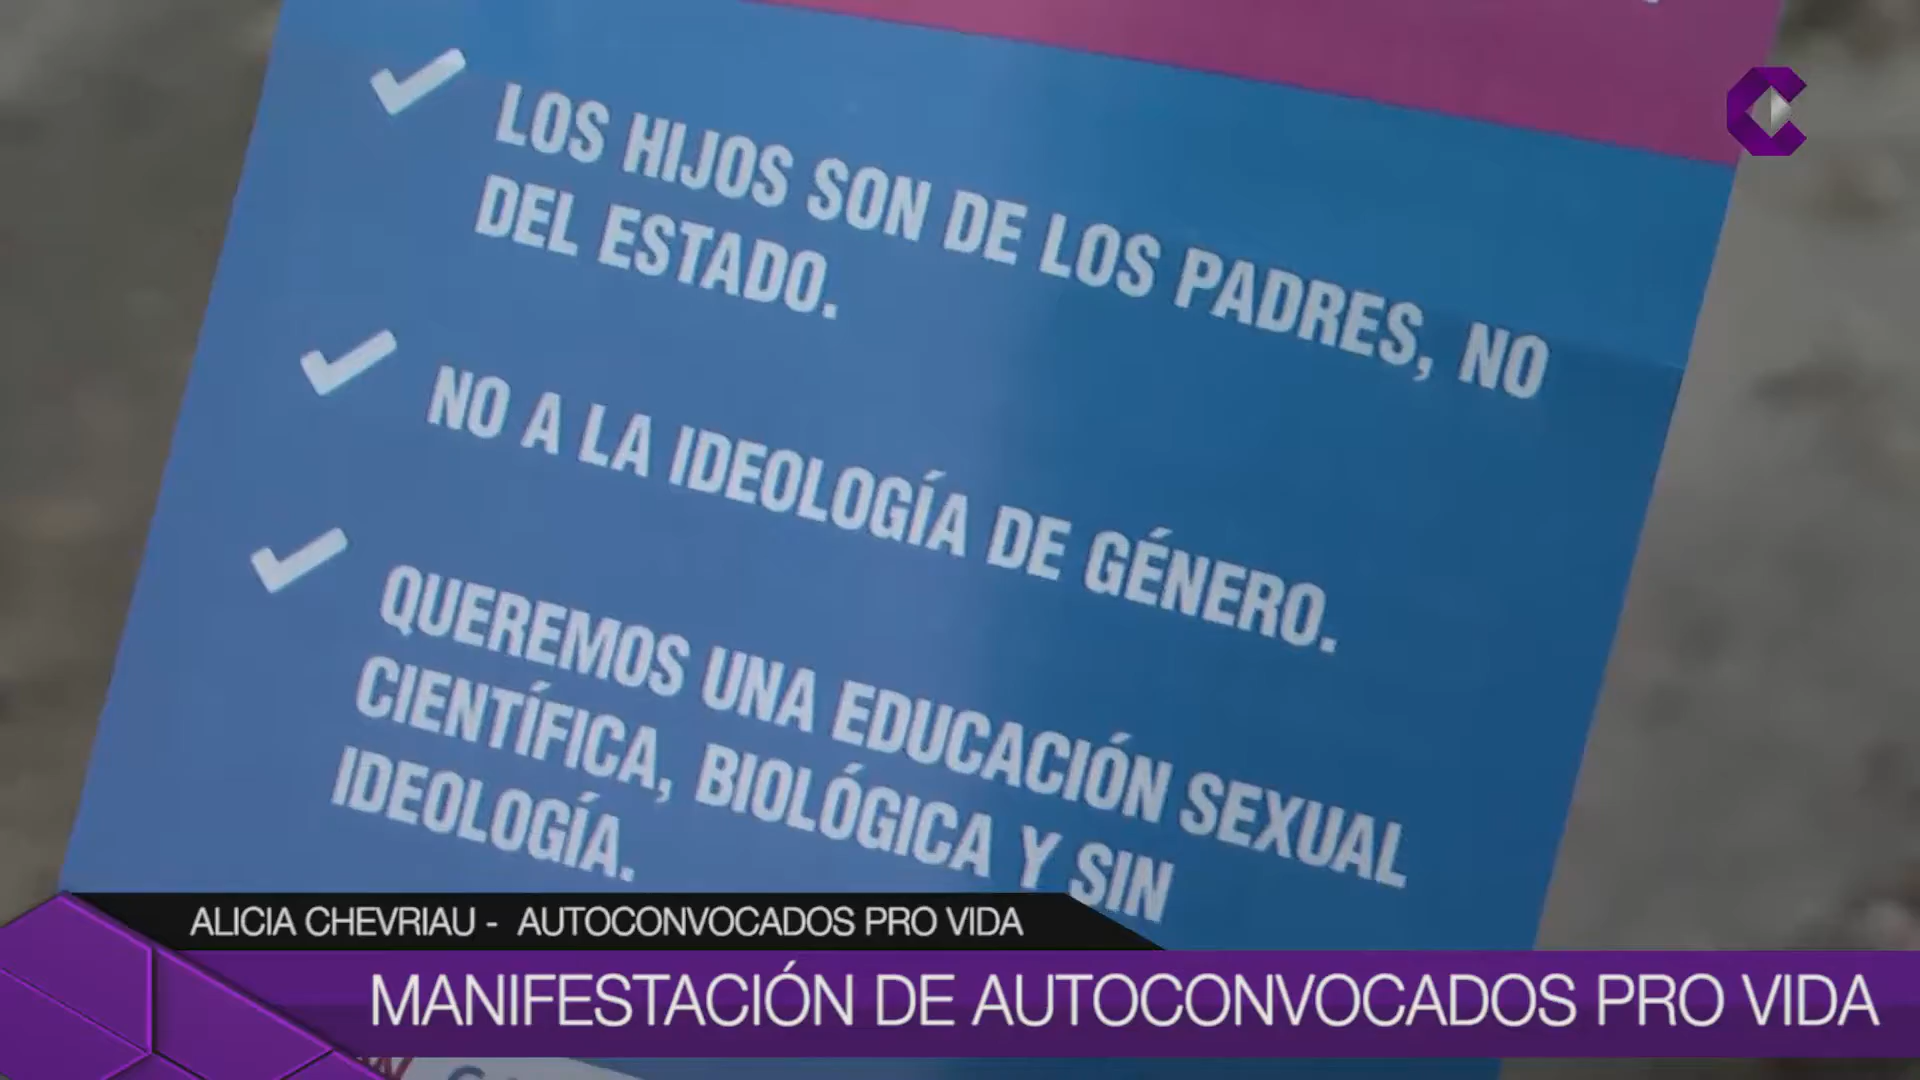 LOS HIJOS SON DE LOS PADRES, NO
DEL ESTADO.
NO A LA IDEOLOGÍA DE GÉNERO.
QUEREMOS UNA EDUCACIÓN SEXUAL
CIENTÍFICA, BIOLÓGICA Y SIN
IDEOLOGÍA.
ALICIA CHEVRIAU - AUTOCONVOCADOS PRO VIDA
MANIFESTACIÓN DE AUTOCONVOCADOS PRO VIDA